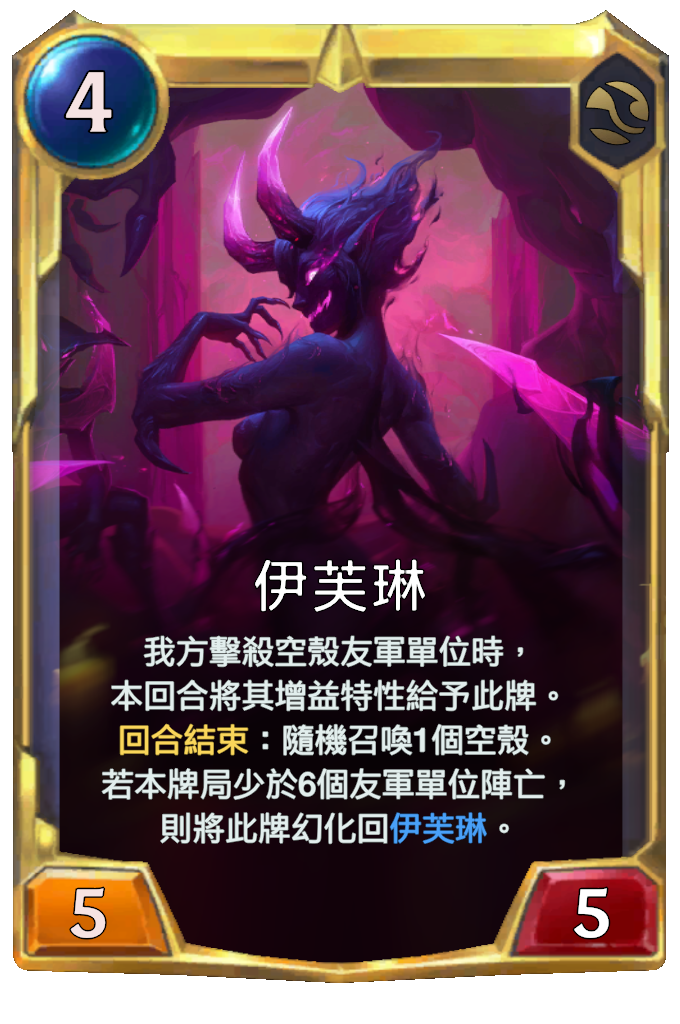 4
伊芙琳
我方擊殺空殼友軍單位時，
本回合將其增益特性給予此牌。
回合結束：隨機召喚1個空殼。
若本牌局少於6個友軍單位陣亡，
則將此牌幻化回伊芙琳。
5
5